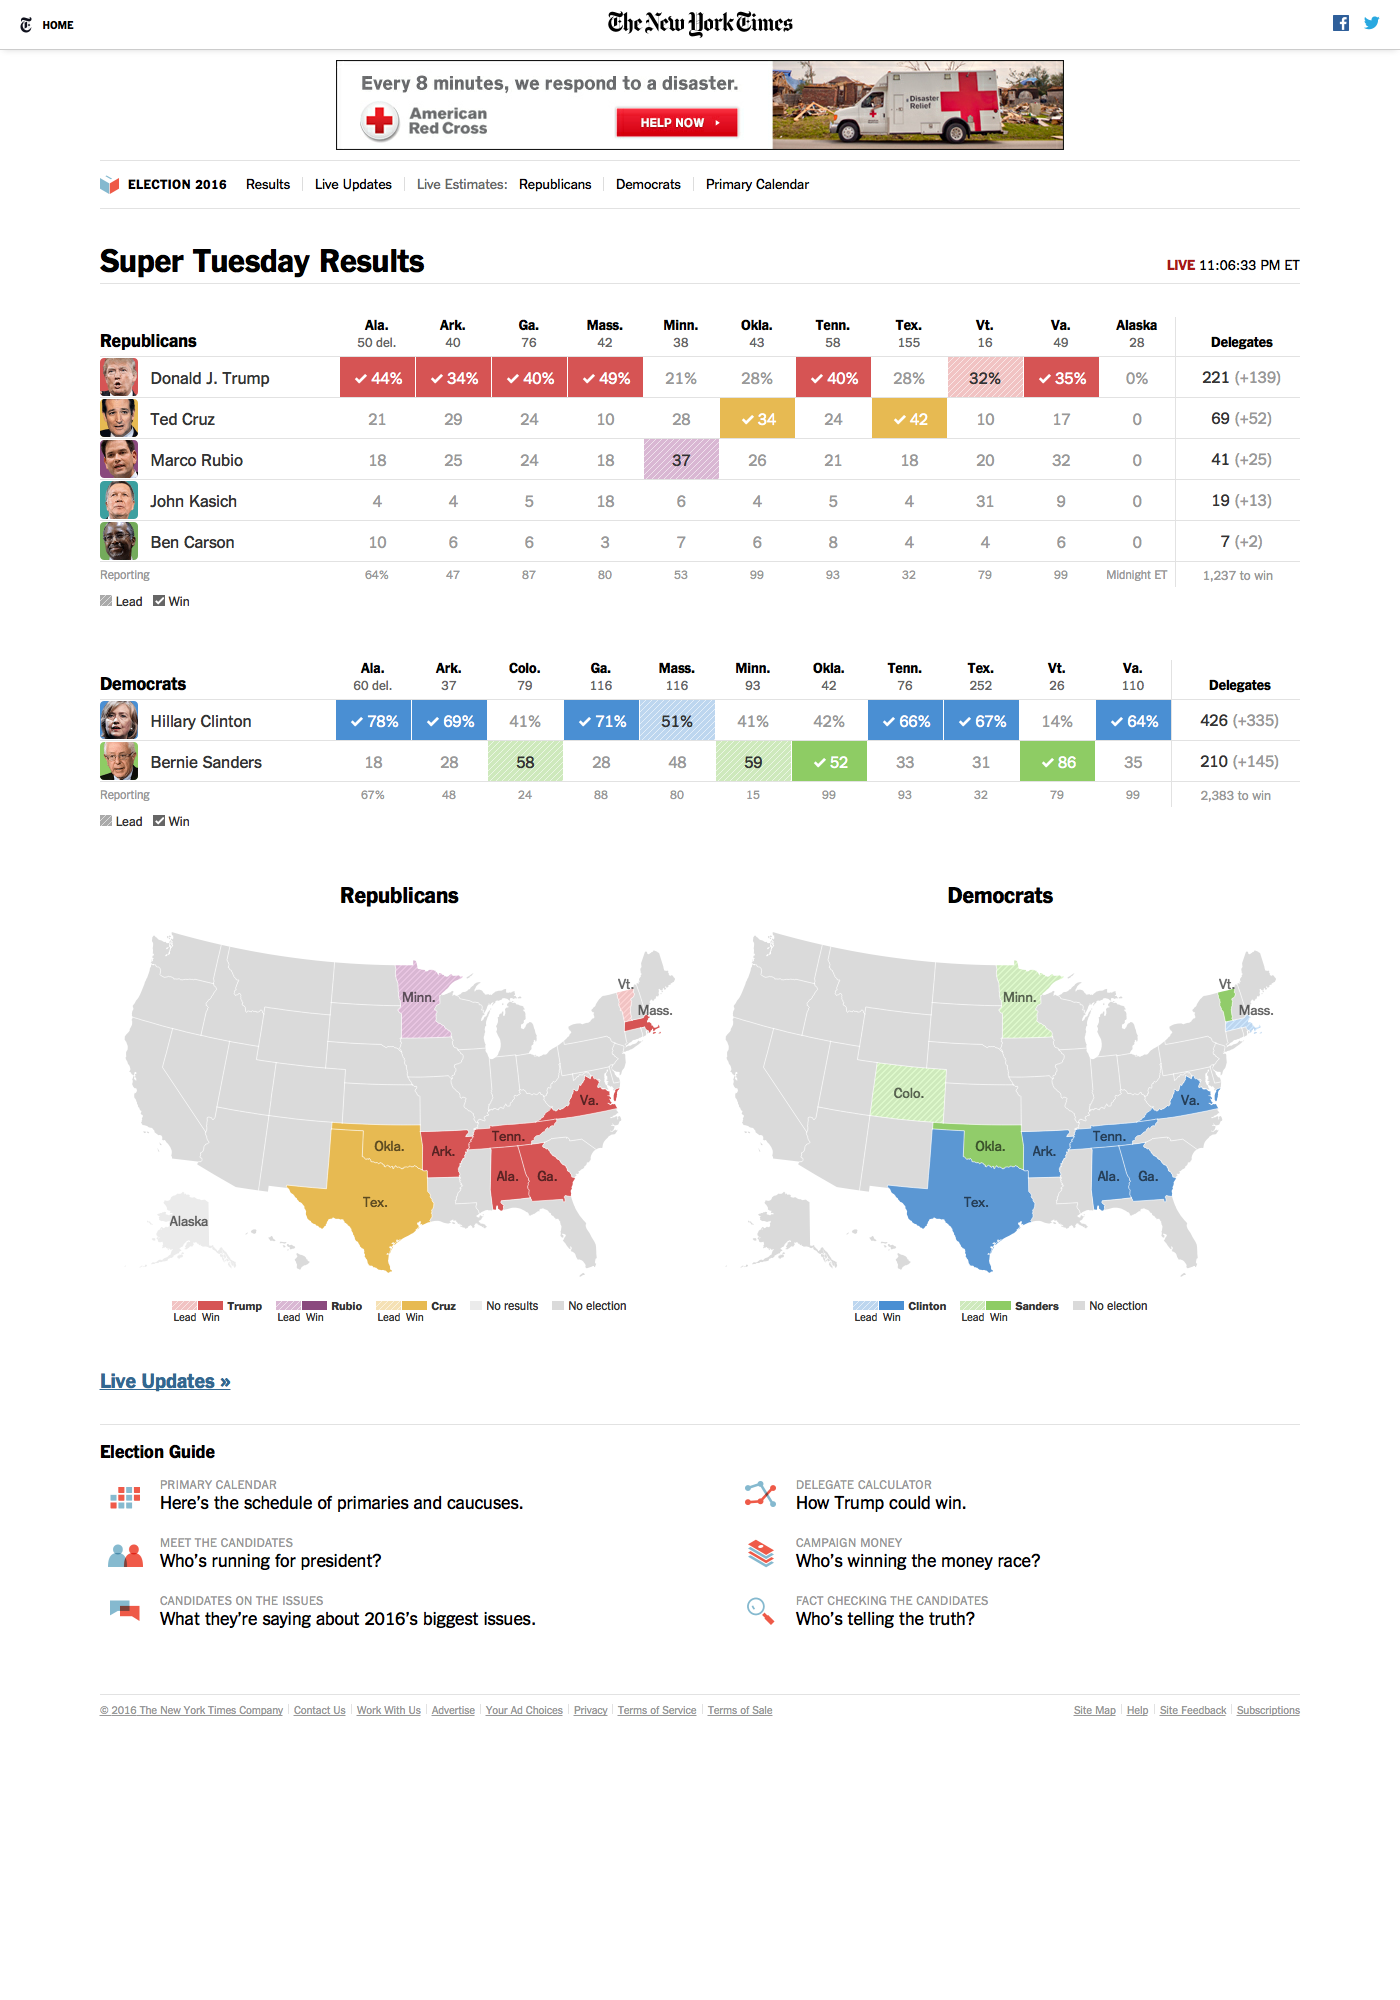 HOME
The New York Times
Every 8 minutes, we respond to a disaster.
American
Red Cross
HELP NOW
Disaster
Relief
ELECTION 2016 Results Live Updates Live Estimates: Republicans Democrats Primary Calendar
Super Tuesday Results
LIVE 11:06:33 PM ET
Ala. Ark. Ga. Mass. Minn. Okla. Tenn. Tex. Vt. Va. Alaska
Republicans 50 del. 40 76 42 38 43 58 155 16 49 28 Delegates
Donald J. Trump 44% 34% 40% 49% 21% 28% 40% 28% 32% 35% 0% 221 (+139)
Ted Cruz 21 29 24 10 28 34 24 42 10 17 0 69 (+52)
Marco Rubio 18 25 24 18 37 26 21 18 20 32 0 41 (+25)
John Kasich 4 4 5 18 6 4 5 4 31 9 0 19 (+13)
Ben Carson 10 6 6 3 7 6 8 4 4 6 0 7 (+2)
Reporting 64% 47 87 80 53 99 93 32 79 99 Midnight ET 1,237 to win
Lead Win
Ala. Ark. Colo. Ga. Mass. Minn. Okla. Tenn. Tex. Vt. Va.
Democrats 60 del. 37 79 116 116 93 42 76 252 26 110 Delegates
Hillary Clinton 78% 69% 41% 71% 51% 41% 42% 66% 67% 14% 64% 426 (+335)
Bernie Sanders 18 28 58 28 48 59 52 33 31 86 35 210 (+145)
Reporting 67% 48 24 88 80 15 99 93 32 79 99 2,383 to win
Lead Win
Republicans
Vt.
Minn.
Mass.
Va.
Tenn.
Okla.
Ark.
Ala.
Ga.
Tex.
Alaska
Trump Rubio Cruz No results No election
Lead Win Lead Win Lead Win
Democrats
Vt.
Minn.
Mass.
Colo.
Va.
Tenn.
Okla.
Ark.
Ala.
Ga.
Tex.
Clinton Sanders No election
Lead Win Lead Win
Live Updates »
Election Guide
PRIMARY CALENDAR
Here's the schedule of primaries and caucuses.
DELEGATE CALCULATOR
How Trump could win.
MEET THE CANDIDATES
Who's running for president?
CAMPAIGN MONEY
Who's winning the money race?
CANDIDATES ON THE ISSUES
What they're saying about 2016's biggest issues.
FACT CHECKING THE CANDIDATES
Who's telling the truth?
© 2016 The New York Times Company Contact Us Work With Us Advertise Your Ad Choices Privacy Terms of Service Terms of Sale Site Map Help Site Feedback Subscriptions